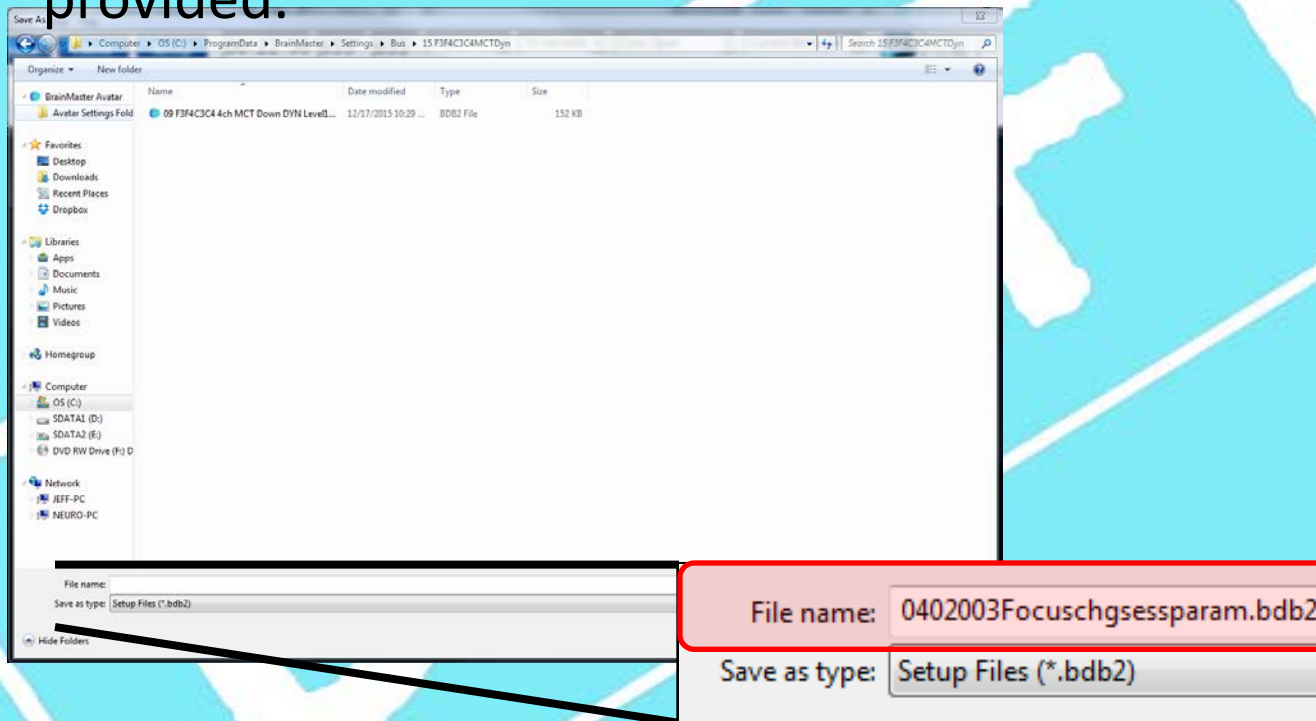 provided.
Save As
Computer ▸ OS (C:) ▸ ProgramData ▸ BrainMaster ▸ Settings ▸ Bus ▸ 15 F3F4C3C4MCTDyn
Search 15 F3F4C3C4MCTDyn
Organize New folder
Name Date modified Type Size
BrainMaster Avatar
Avatar Settings Fold
09 F3F4C3C4 4ch MCT Down DYN Level1... 12/17/2015 10:29 ... BDB2 File 152 KB
Favorites
Desktop
Downloads
Recent Places
Dropbox
Libraries
Apps
Documents
Music
Pictures
Videos
Homegroup
Computer
OS (C:)
SDATA1 (D:)
SDATA2 (E:)
DVD RW Drive (F:) D
Network
JEFF-PC
NEURO-PC
File name:
Save as type: Setup Files (*.bdb2)
Hide Folders
File name: 0402003Focuschgsessparam.bdb2
Save as type: Setup Files (*.bdb2)